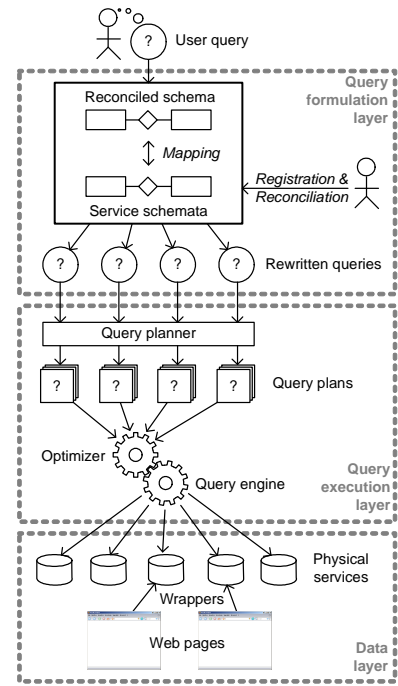 ?
User query
Query
formulation
layer
Reconciled schema
Mapping
Registration &
Reconciliation
Service schemata
? ? ? ? Rewritten queries
Query planner
? ? ? ? Query plans
Optimizer
Query engine
Query
execution
layer
Physical
services
Wrappers
Web pages
Data
layer